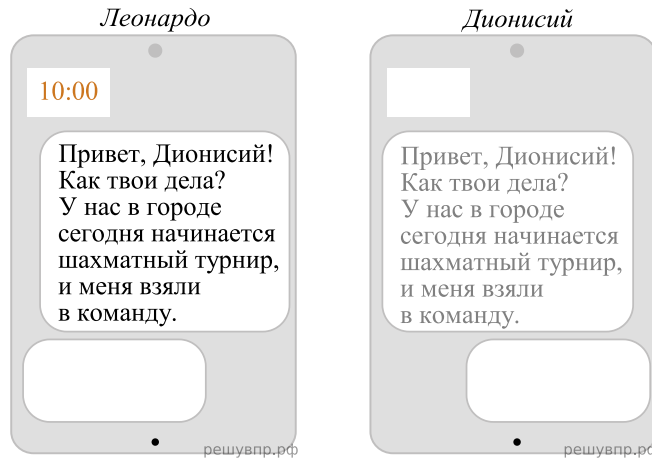 Леонардо
10:00
Привет, Дионисий!
Как твои дела?
У нас в городе
сегодня начинается
шахматный турнир,
и меня взяли
в команду.
решувпр.рф
Дионисий
Привет, Дионисий!
Как твои дела?
У нас в городе
сегодня начинается
шахматный турнир,
и меня взяли
в команду.
решувпр.рф